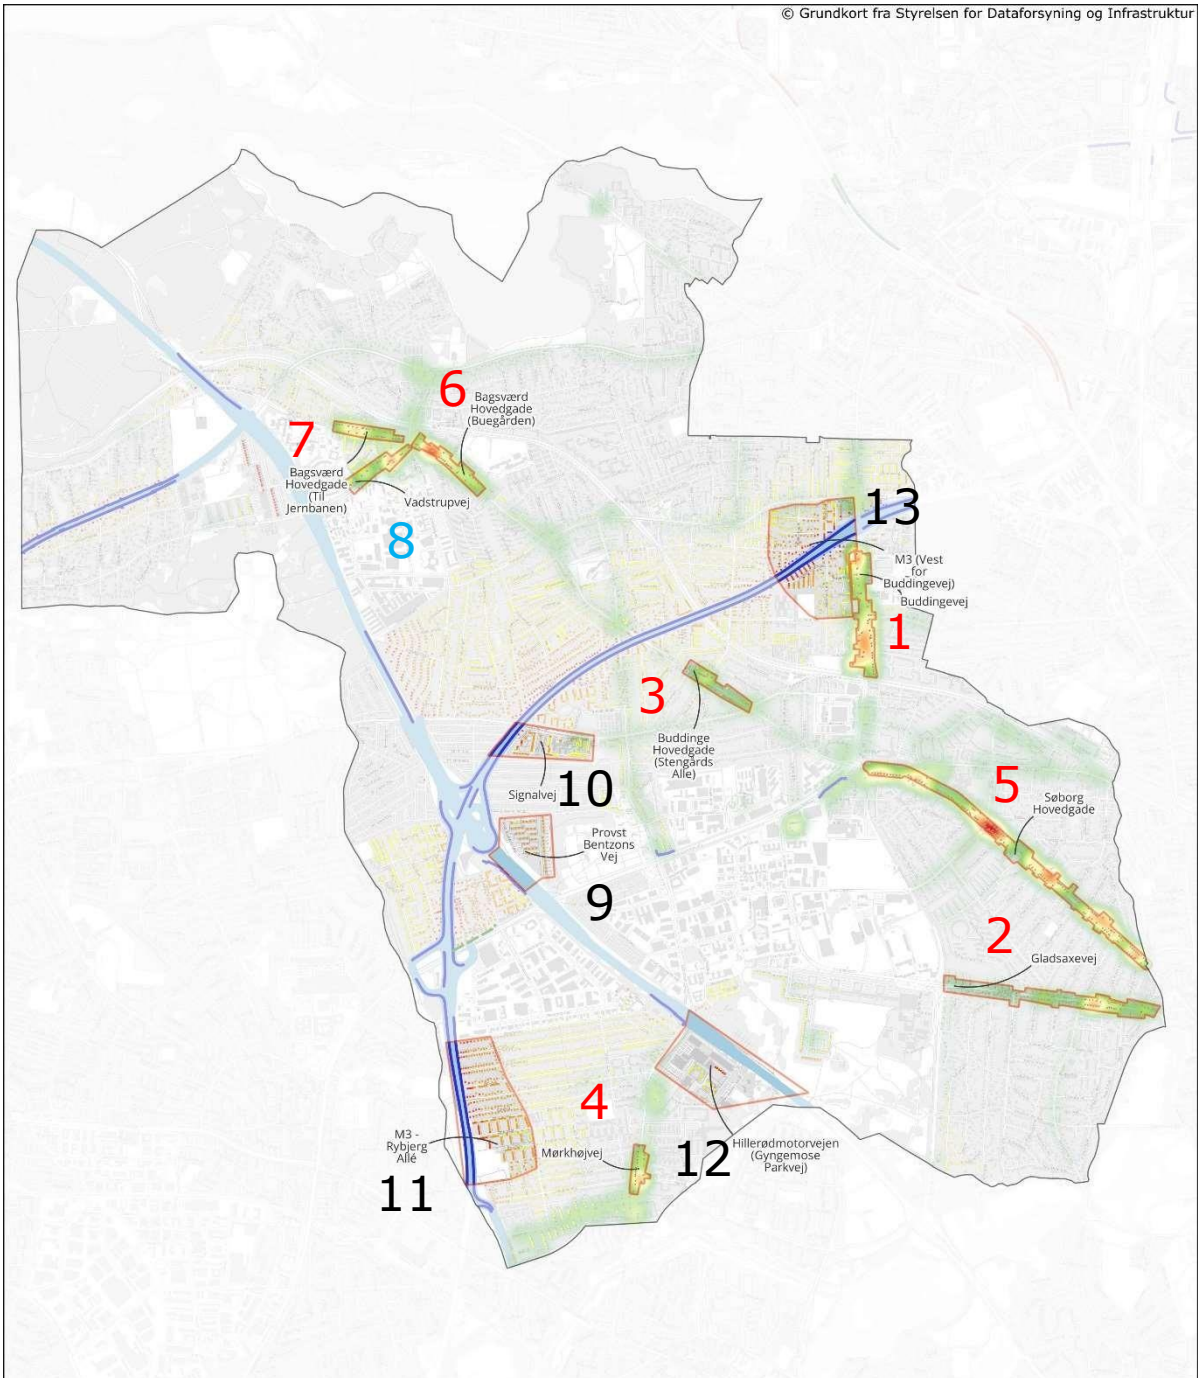 © Grundkort fra Styrelsen for Dataforsyning og Infrastruktur
6
Bagsværd
Hovedgade
(Buegården)
7
Bagsværd
Hovedgade
(Til
Jernbanen)
Vadstrupvej
8
13
M3 (Vest
for
Buddingevej)
Buddingevej
1
3
Buddinge
Hovedgade
(Stengårds
Alle)
10
Signalvej
5
Søborg
Hovedgade
Provst
Bentzons
Vej
9
2
Gladsaxevej
4
M3 -
Rybjerg
Allé
11
Mørkhøjvej
12
Hillerødmotorvejen
(Gyngemose
Parkvej)